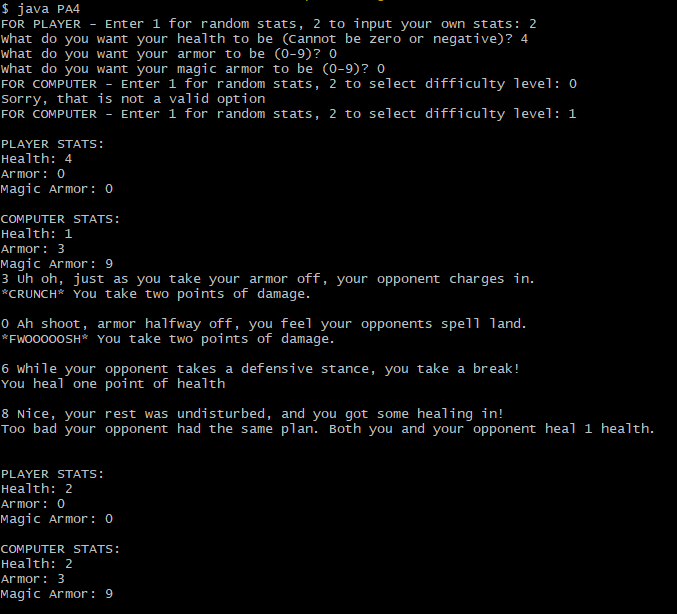 $ java PA4
FOR PLAYER - Enter 1 for random stats, 2 to input your own stats: 2
What do you want your health to be (Cannot be zero or negative)? 4
What do you want your armor to be (0-9)? 0
What do you want your magic armor to be (0-9)? 0
FOR COMPUTER - Enter 1 for random stats, 2 to select difficulty level: 0
Sorry, that is not a valid option
FOR COMPUTER - Enter 1 for random stats, 2 to select difficulty level: 1
PLAYER STATS:
Health: 4
Armor: 0
Magic Armor: 0
COMPUTER STATS:
Health: 1
Armor: 3
Magic Armor: 9
3 Uh oh, just as you take your armor off, your opponent charges in.
*CRUNCH* You take two points of damage.
0 Ah shoot, armor halfway off, you feel your opponents spell land.
*FWOOOOOSH* You take two points of damage.
6 While your opponent takes a defensive stance, you take a break!
You heal one point of health
8 Nice, your rest was undisturbed, and you got some healing in!
Too bad your opponent had the same plan. Both you and your opponent heal 1 health.
PLAYER STATS:
Health: 2
Armor: 0
Magic Armor: 0
COMPUTER STATS:
Health: 2
Armor: 3
Magic Armor: 9